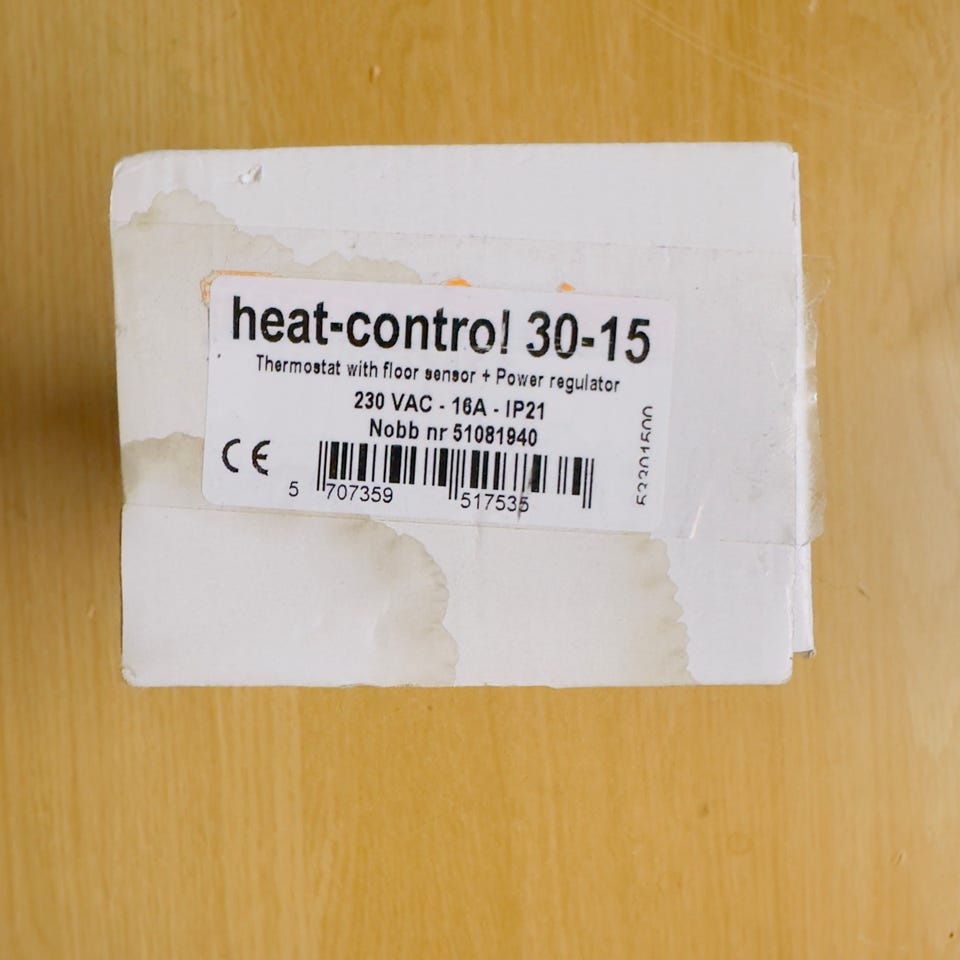 heat-control 30-15
Thermostat with floor sensor + Power regulator
230 VAC - 16A - IP21
Nobb nr 51081940
CE
5 707359 517535
53301500